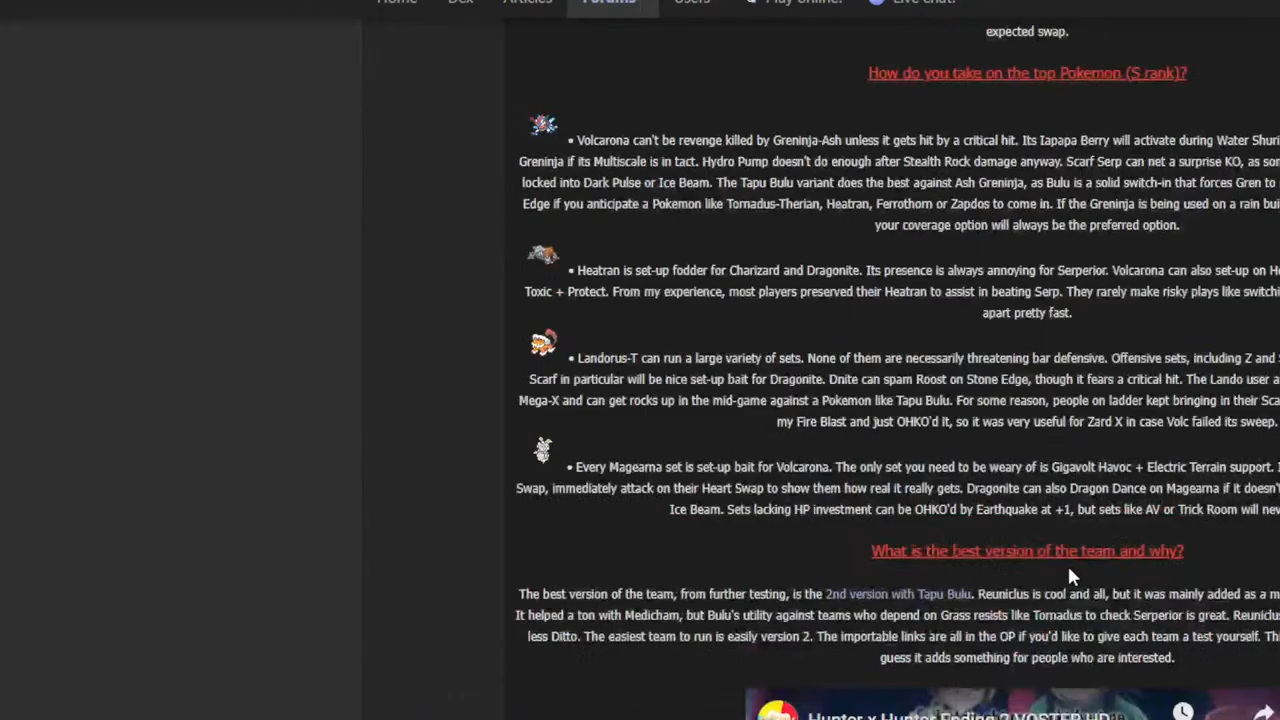 Home Dex Articles Forums Users Play online! Live chat!
expected swap.
How do you take on the top Pokemon (S rank)?
• Volcarona can't be revenge killed by Greninja-Ash unless it gets hit by a critical hit. Its Iapapa Berry will activate during Water Shuri
Greninja if its Multiscale is in tact. Hydro Pump doesn't do enough after Stealth Rock damage anyway. Scarf Serp can net a surprise KO, as som
locked into Dark Pulse or Ice Beam. The Tapu Bulu variant does the best against Ash Greninja, as Bulu is a solid switch-in that forces Gren to
Edge if you anticipate a Pokemon like Tornadus-Therian, Heatran, Ferrothorn or Zapdos to come in. If the Greninja is being used on a rain bui
your coverage option will always be the preferred option.
• Heatran is set-up fodder for Charizard and Dragonite. Its presence is always annoying for Serperior. Volcarona can also set-up on He
Toxic + Protect. From my experience, most players preserved their Heatran to assist in beating Serp. They rarely make risky plays like switchi
apart pretty fast.
• Landorus-T can run a large variety of sets. None of them are necessarily threatening bar defensive. Offensive sets, including Z and S
Scarf in particular will be nice set-up bait for Dragonite. Dnite can spam Roost on Stone Edge, though it fears a critical hit. The Lando user a
Mega-X and can get rocks up in the mid-game against a Pokemon like Tapu Bulu. For some reason, people on ladder kept bringing in their Sca
my Fire Blast and just OHKO'd it, so it was very useful for Zard X in case Volc failed its sweep.
• Every Magearna set is set-up bait for Volcarona. The only set you need to be weary of is Gigavolt Havoc + Electric Terrain support. I
Swap, immediately attack on their Heart Swap to show them how real it really gets. Dragonite can also Dragon Dance on Magearna if it doesn'
Ice Beam. Sets lacking HP investment can be OHKO'd by Earthquake at +1, but sets like AV or Trick Room will nev
What is the best version of the team and why?
The best version of the team, from further testing, is the 2nd version with Tapu Bulu. Reuniclus is cool and all, but it was mainly added as a m
It helped a ton with Medicham, but Bulu's utility against teams who depend on Grass resists like Tornadus to check Serperior is great. Reuniclu
less Ditto. The easiest team to run is easily version 2. The importable links are all in the OP if you'd like to give each team a test yourself. Th
guess it adds something for people who are interested.
Hunter x Hunter Ending 2 VOSTFR HD